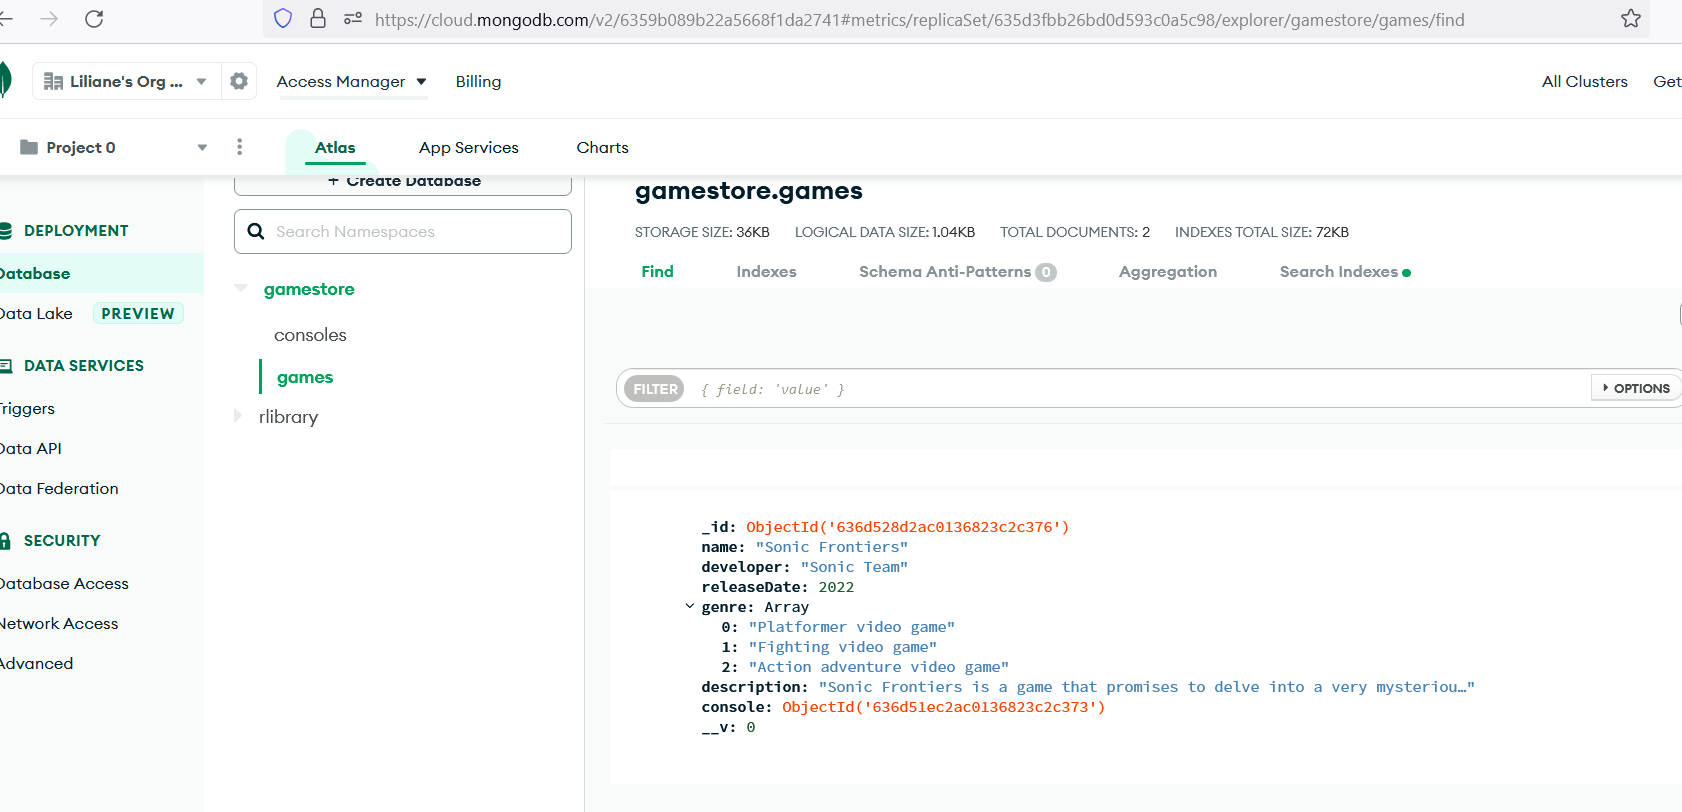 https://cloud.mongodb.com/v2/6359b089b22a5668f1da2741#metrics/replicaSet/635d3fbb26bd0d593c0a5c98/explorer/gamestore/games/find
Liliane's Org ... Access Manager Billing All Clusters Get
Project 0 Atlas App Services Charts
+ Create Database
gamestore.games
Search Namespaces
STORAGE SIZE: 36KB LOGICAL DATA SIZE: 1.04KB TOTAL DOCUMENTS: 2 INDEXES TOTAL SIZE: 72KB
DEPLOYMENT
Database
Data Lake PREVIEW
DATA SERVICES
Triggers
Data API
Data Federation
SECURITY
Database Access
Network Access
Advanced
gamestore
consoles
games
rlibrary
Find Indexes Schema Anti-Patterns 0 Aggregation Search Indexes
FILTER { field: 'value' } OPTIONS
_id: ObjectId('636d528d2ac0136823c2c376')
name: "Sonic Frontiers"
developer: "Sonic Team"
releaseDate: 2022
genre: Array
0: "Platformer video game"
1: "Fighting video game"
2: "Action adventure video game"
description: "Sonic Frontiers is a game that promises to delve into a very mysteriou…"
console: ObjectId('636d51ec2ac0136823c2c373')
__v: 0